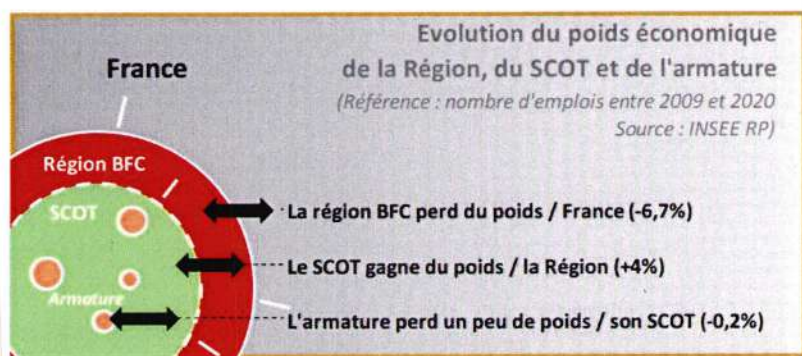 Evolution du poids économique
de la Région, du SCOT et de l'armature
(Référence : nombre d'emplois entre 2009 et 2020
Source : INSEE RP)
France
Région BFC
SCOT
Armature
La région BFC perd du poids / France (-6,7%)
Le SCOT gagne du poids / la Région (+4%)
L'armature perd un peu de poids / son SCOT (-0,2%)